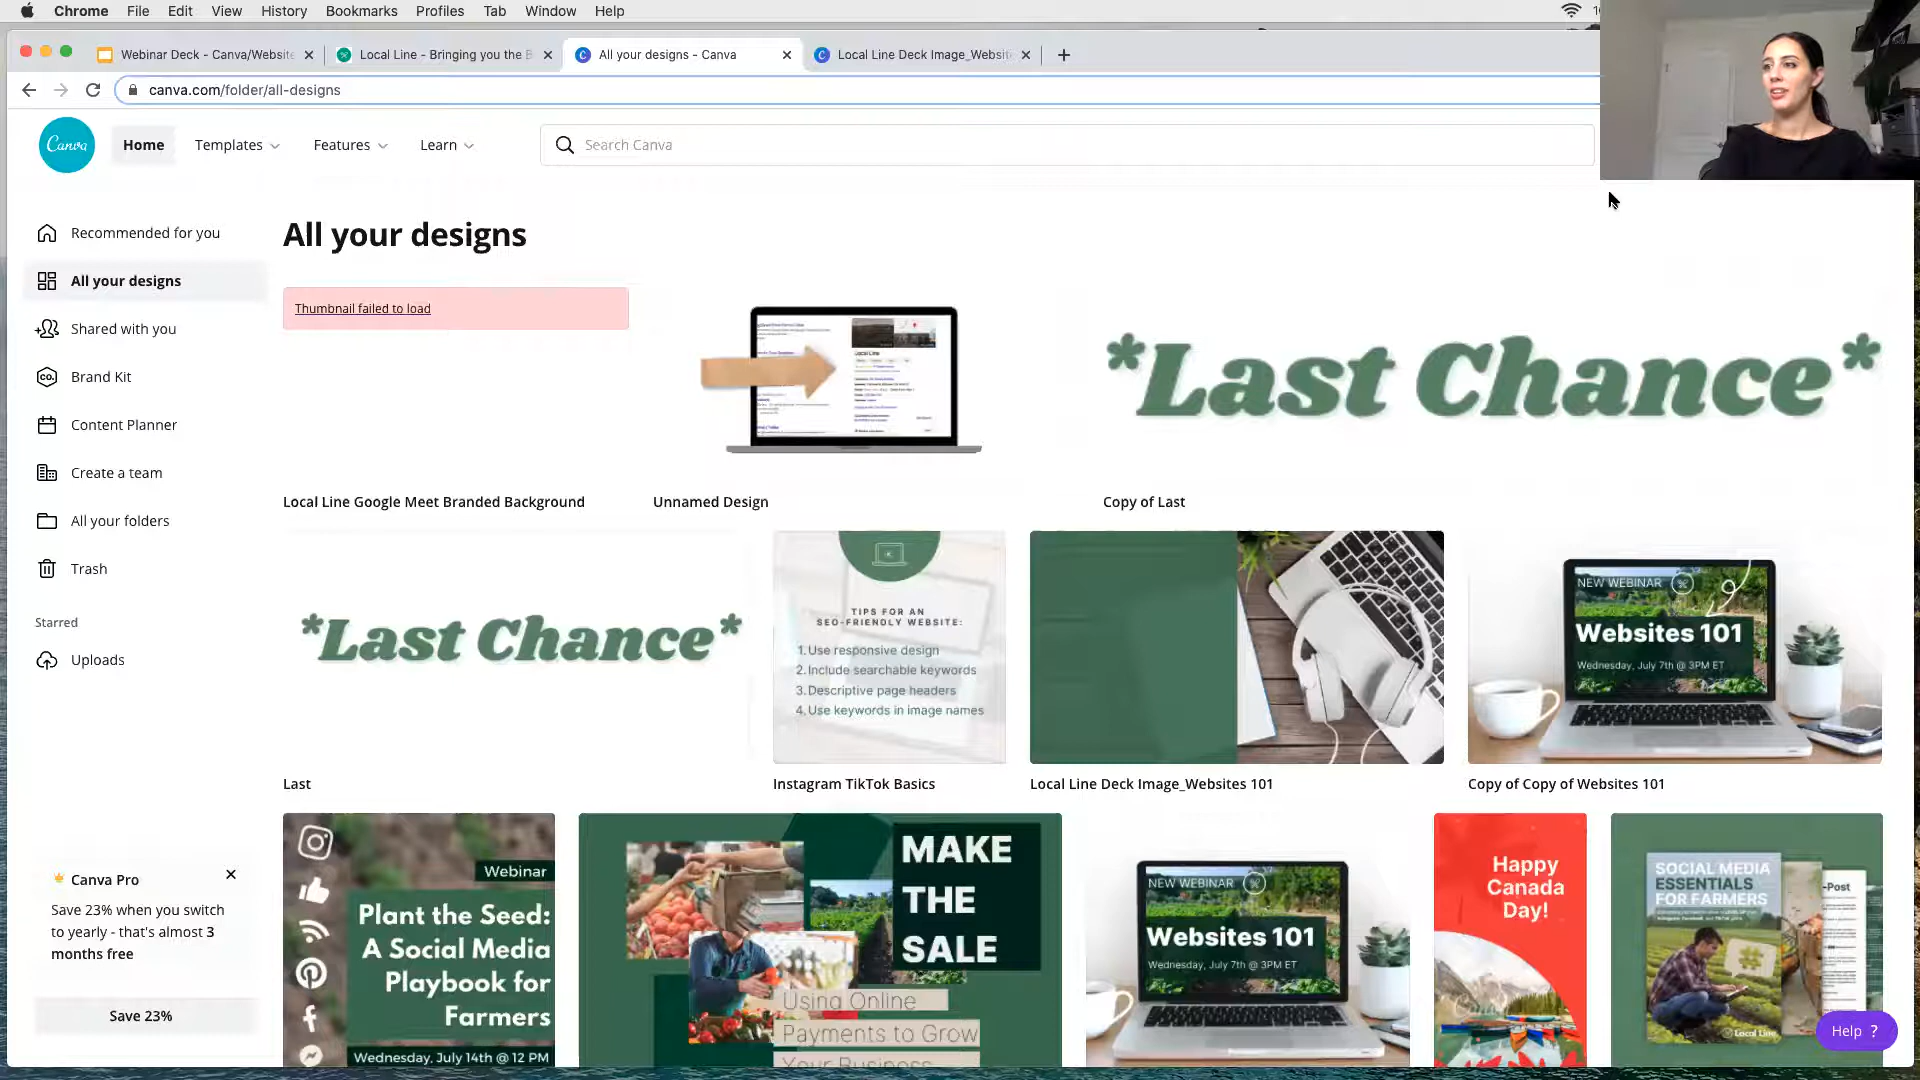 Chrome File Edit View History Bookmarks Profiles Tab Window Help
Webinar Deck - Canva/Website
Local Line - Bringing you the B
All your designs - Canva
Local Line Deck Image_Website
canva.com/folder/all-designs
Canva
Home
Templates
Features
Learn
Search Canva
Recommended for you
All your designs
Shared with you
Brand Kit
Content Planner
Create a team
All your folders
Trash
Starred
Uploads
Canva Pro
Save 23% when you switch
to yearly - that's almost 3
months free
Save 23%
All your designs
Thumbnail failed to load
Local Line
*Last Chance*
Local Line Google Meet Branded Background
Unnamed Design
Copy of Last
*Last Chance*
TIPS FOR AN
SEO-FRIENDLY WEBSITE:
1. Use responsive design
2. Include searchable keywords
3. Descriptive page headers
4. Use keywords in image names
NEW WEBINAR
Websites 101
Wednesday, July 7th @ 3PM ET
Last
Instagram TikTok Basics
Local Line Deck Image_Websites 101
Copy of Copy of Websites 101
Webinar
Plant the Seed:
A Social Media
Playbook for
Farmers
Wednesday, July 14th @ 12 PM
MAKE
THE
SALE
Using Online
Payments to Grow
Your Business
NEW WEBINAR
Websites 101
Wednesday, July 7th @ 3PM ET
Happy
Canada
Day!
SOCIAL MEDIA
ESSENTIALS
FOR FARMERS
-Post
Local Line
Help ?